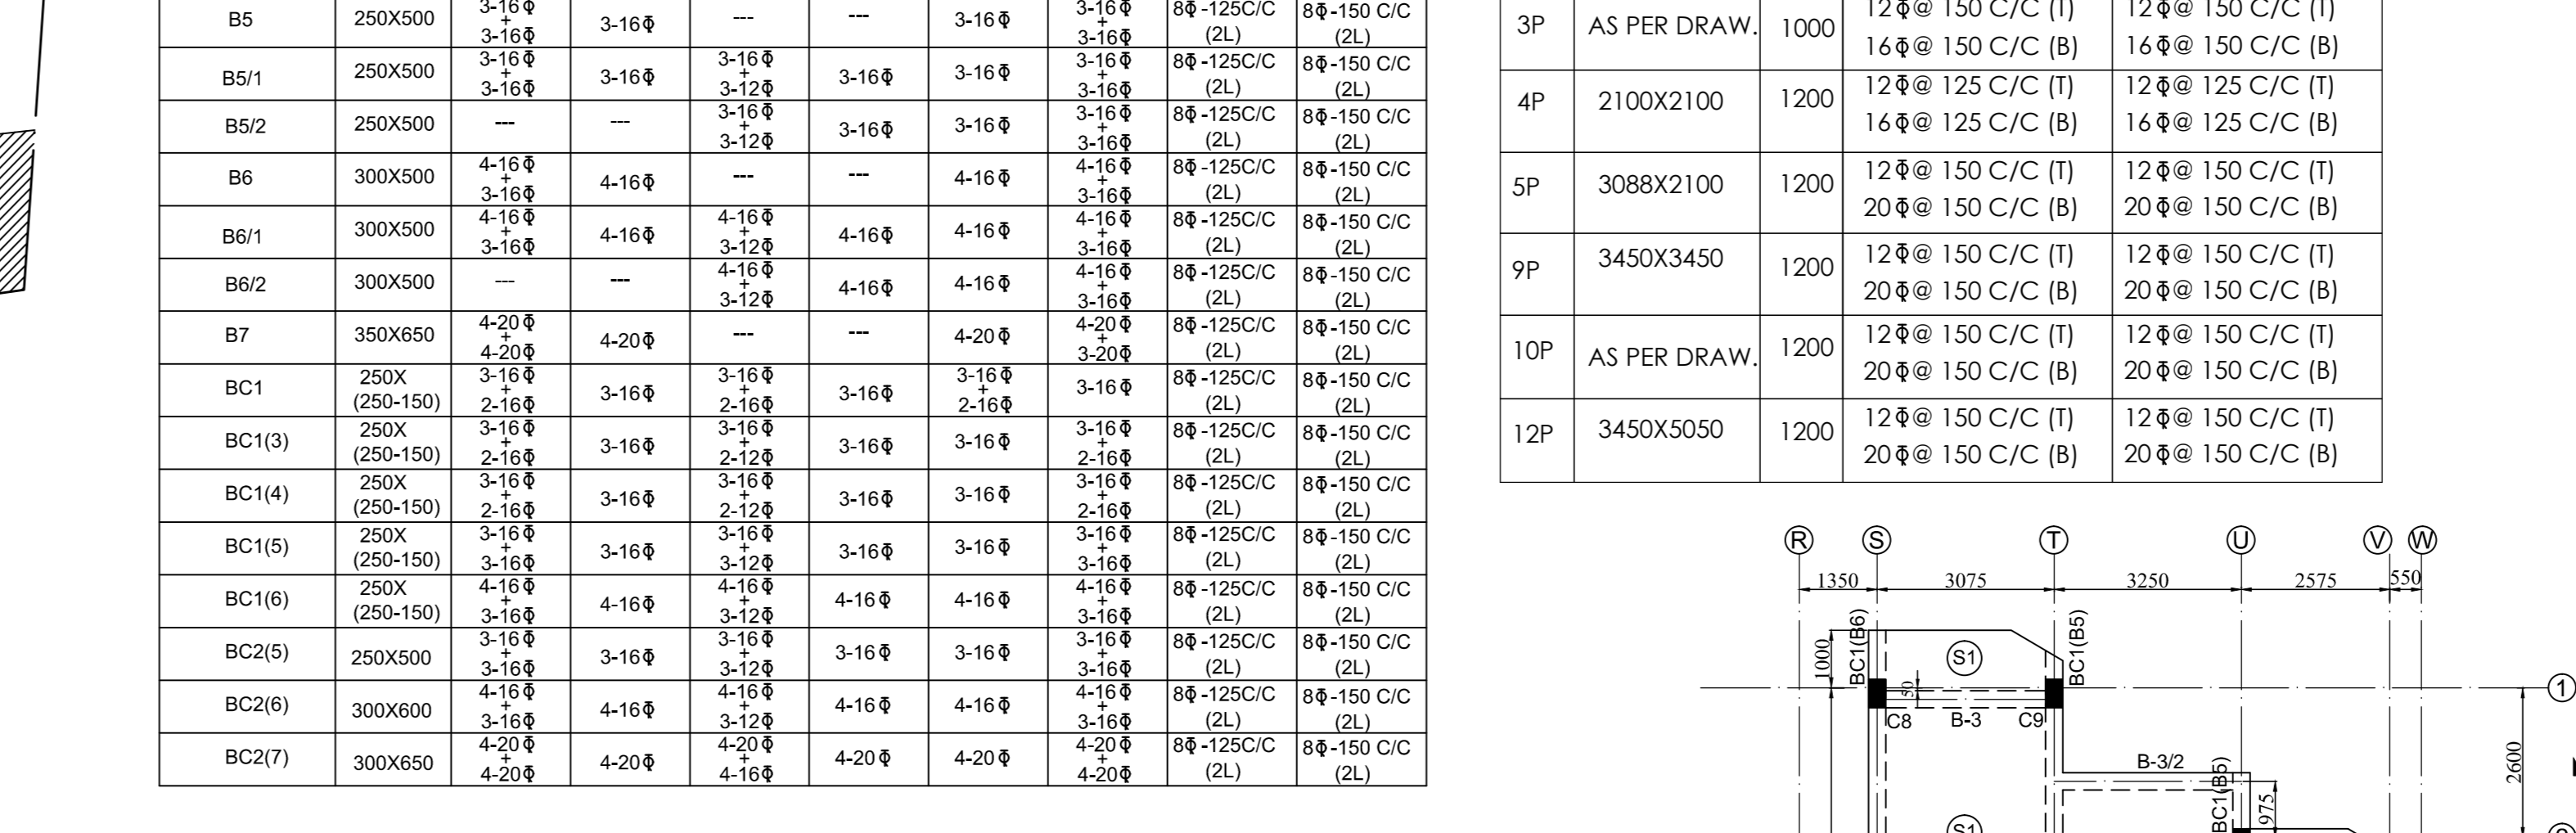 B5 250X500 3-16Φ + 3-16Φ 3-16Φ --- --- 3-16Φ 3-16Φ + 3-16Φ 8Φ-125C/C (2L) 8Φ-150 C/C (2L)
B5/1 250X500 3-16Φ + 3-16Φ 3-16Φ 3-16Φ + 3-12Φ 3-16Φ 3-16Φ 3-16Φ + 3-16Φ 8Φ-125C/C (2L) 8Φ-150 C/C (2L)
B5/2 250X500 --- --- 3-16Φ + 3-12Φ 3-16Φ 3-16Φ 3-16Φ + 3-16Φ 8Φ-125C/C (2L) 8Φ-150 C/C (2L)
B6 300X500 4-16Φ + 3-16Φ 4-16Φ --- --- 4-16Φ 4-16Φ + 3-16Φ 8Φ-125C/C (2L) 8Φ-150 C/C (2L)
B6/1 300X500 4-16Φ + 3-16Φ 4-16Φ 4-16Φ + 3-12Φ 4-16Φ 4-16Φ 4-16Φ + 3-16Φ 8Φ-125C/C (2L) 8Φ-150 C/C (2L)
B6/2 300X500 --- --- 4-16Φ + 3-12Φ 4-16Φ 4-16Φ 4-16Φ + 3-16Φ 8Φ-125C/C (2L) 8Φ-150 C/C (2L)
B7 350X650 4-20Φ + 4-20Φ 4-20Φ --- --- 4-20Φ 4-20Φ + 3-20Φ 8Φ-125C/C (2L) 8Φ-150 C/C (2L)
BC1 250X (250-150) 3-16Φ + 2-16Φ 3-16Φ 3-16Φ + 2-16Φ 3-16Φ 3-16Φ + 2-16Φ 3-16Φ 8Φ-125C/C (2L) 8Φ-150 C/C (2L)
BC1(3) 250X (250-150) 3-16Φ + 2-16Φ 3-16Φ 3-16Φ + 2-12Φ 3-16Φ 3-16Φ 3-16Φ + 2-16Φ 8Φ-125C/C (2L) 8Φ-150 C/C (2L)
BC1(4) 250X (250-150) 3-16Φ + 2-16Φ 3-16Φ 3-16Φ + 2-12Φ 3-16Φ 3-16Φ 3-16Φ + 2-16Φ 8Φ-125C/C (2L) 8Φ-150 C/C (2L)
BC1(5) 250X (250-150) 3-16Φ + 3-16Φ 3-16Φ 3-16Φ + 3-12Φ 3-16Φ 3-16Φ 3-16Φ + 3-16Φ 8Φ-125C/C (2L) 8Φ-150 C/C (2L)
BC1(6) 250X (250-150) 4-16Φ + 3-16Φ 4-16Φ 4-16Φ + 3-12Φ 4-16Φ 4-16Φ 4-16Φ + 3-16Φ 8Φ-125C/C (2L) 8Φ-150 C/C (2L)
BC2(5) 250X500 3-16Φ + 3-16Φ 3-16Φ 3-16Φ + 3-12Φ 3-16Φ 3-16Φ 3-16Φ + 3-16Φ 8Φ-125C/C (2L) 8Φ-150 C/C (2L)
BC2(6) 300X600 4-16Φ + 3-16Φ 4-16Φ 4-16Φ + 3-12Φ 4-16Φ 4-16Φ 4-16Φ + 3-16Φ 8Φ-125C/C (2L) 8Φ-150 C/C (2L)
BC2(7) 300X650 4-20Φ + 4-20Φ 4-20Φ 4-20Φ + 4-16Φ 4-20Φ 4-20Φ 4-20Φ + 4-20Φ 8Φ-125C/C (2L) 8Φ-150 C/C (2L)
12Φ@ 150 C/C (T) 12Φ@ 150 C/C (T)
3P AS PER DRAW. 1000
16Φ@ 150 C/C (B) 16Φ@ 150 C/C (B)
12Φ@ 125 C/C (T) 12Φ@ 125 C/C (T)
4P 2100X2100 1200
16Φ@ 125 C/C (B) 16Φ@ 125 C/C (B)
12Φ@ 150 C/C (T) 12Φ@ 150 C/C (T)
5P 3088X2100 1200
20Φ@ 150 C/C (B) 20Φ@ 150 C/C (B)
12Φ@ 150 C/C (T) 12Φ@ 150 C/C (T)
9P 3450X3450 1200
20Φ@ 150 C/C (B) 20Φ@ 150 C/C (B)
12Φ@ 150 C/C (T) 12Φ@ 150 C/C (T)
10P AS PER DRAW. 1200
20Φ@ 150 C/C (B) 20Φ@ 150 C/C (B)
12Φ@ 150 C/C (T) 12Φ@ 150 C/C (T)
12P 3450X5050 1200
20Φ@ 150 C/C (B) 20Φ@ 150 C/C (B)
R S T U V W
1350 3075 3250 2575 550
1000 BC1(B6) S1 BC1(B5)
50
1
C8 B-3 C9
2600
B-3/2
BC1(B5)
975
S1